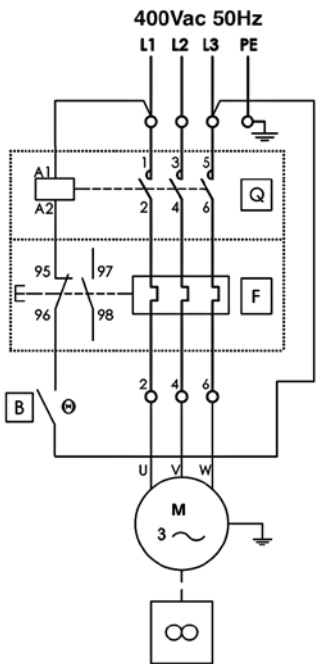 400Vac 50Hz
L1 L2 L3 PE
A1 1 3 5
Q
A2 2 4 6
95 97
F
96 98
2 4 6
B Θ
U V W
M
3 ~
∞